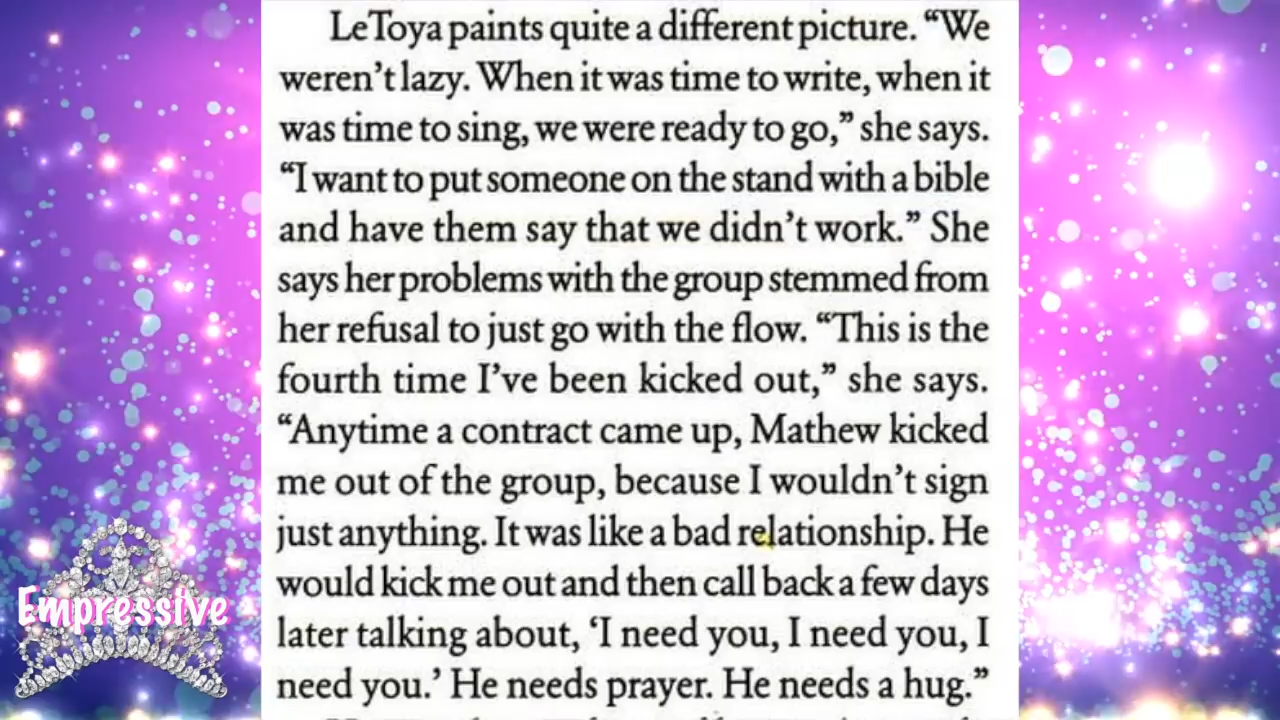 LeToya paints quite a different picture. “We
weren’t lazy. When it was time to write, when it
was time to sing, we were ready to go,” she says.
“I want to put someone on the stand with a bible
and have them say that we didn’t work.” She
says her problems with the group stemmed from
her refusal to just go with the flow. “This is the
fourth time I’ve been kicked out,” she says.
“Anytime a contract came up, Mathew kicked
me out of the group, because I wouldn’t sign
just anything. It was like a bad relationship. He
would kick me out and then call back a few days
later talking about, ‘I need you, I need you, I
need you.’ He needs prayer. He needs a hug.”
Empressive